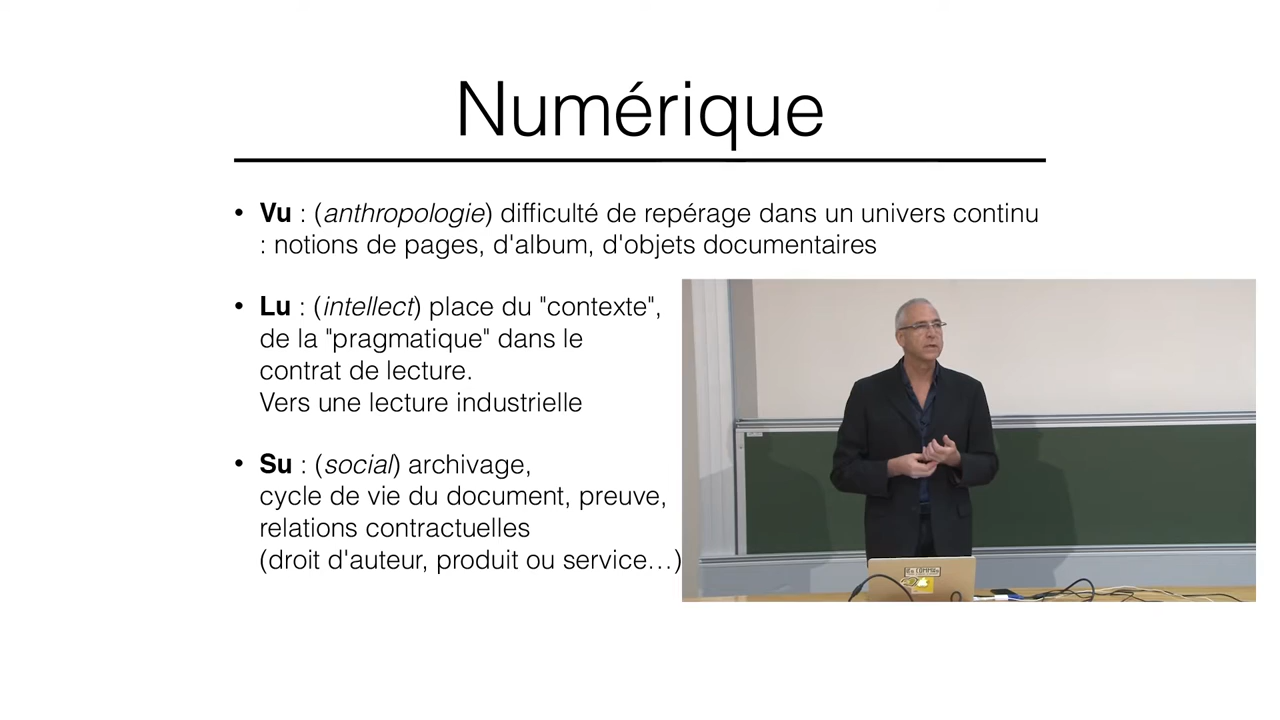 Numérique
• Vu : (anthropologie) difficulté de repérage dans un univers continu
: notions de pages, d'album, d'objets documentaires
• Lu : (intellect) place du "contexte",
de la "pragmatique" dans le
contrat de lecture.
Vers une lecture industrielle
• Su : (social) archivage,
cycle de vie du document, preuve,
relations contractuelles
(droit d'auteur, produit ou service…)